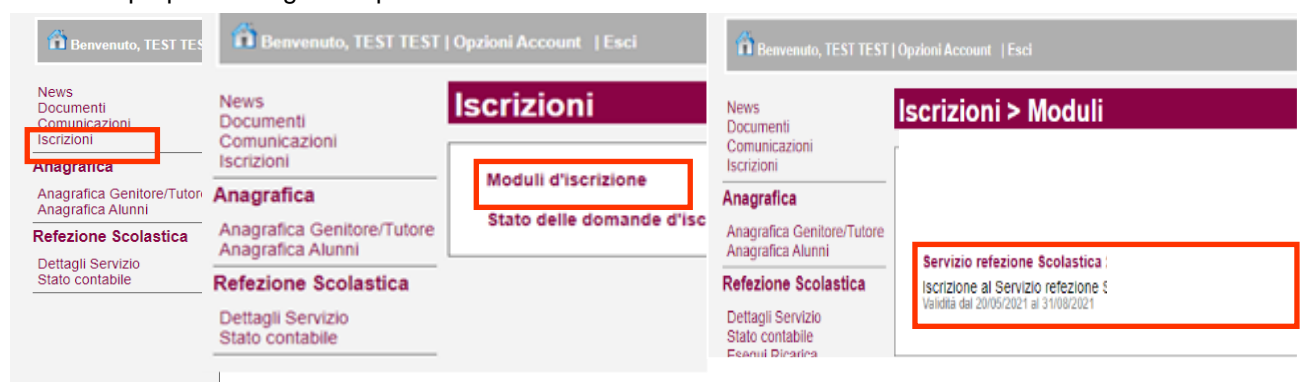 Benvenuto, TEST TES
News
Documenti
Comunicazioni
Iscrizioni
Anagrafica
Anagrafica Genitore/Tutor
Anagrafica Alunni
Refezione Scolastica
Dettagli Servizio
Stato contabile
Benvenuto, TEST TEST | Opzioni Account | Esci
News
Documenti
Comunicazioni
Iscrizioni
Anagrafica
Anagrafica Genitore/Tutore
Anagrafica Alunni
Refezione Scolastica
Dettagli Servizio
Stato contabile
Iscrizioni
Moduli d'iscrizione
Stato delle domande d'isc
Benvenuto, TEST TEST | Opzioni Account | Esci
News
Documenti
Comunicazioni
Iscrizioni
Anagrafica
Anagrafica Genitore/Tutore
Anagrafica Alunni
Refezione Scolastica
Dettagli Servizio
Stato contabile
Esegui Ricarica
Iscrizioni > Moduli
Servizio refezione Scolastica
Iscrizione al Servizio refezione S
Validità dal 20/05/2021 al 31/08/2021